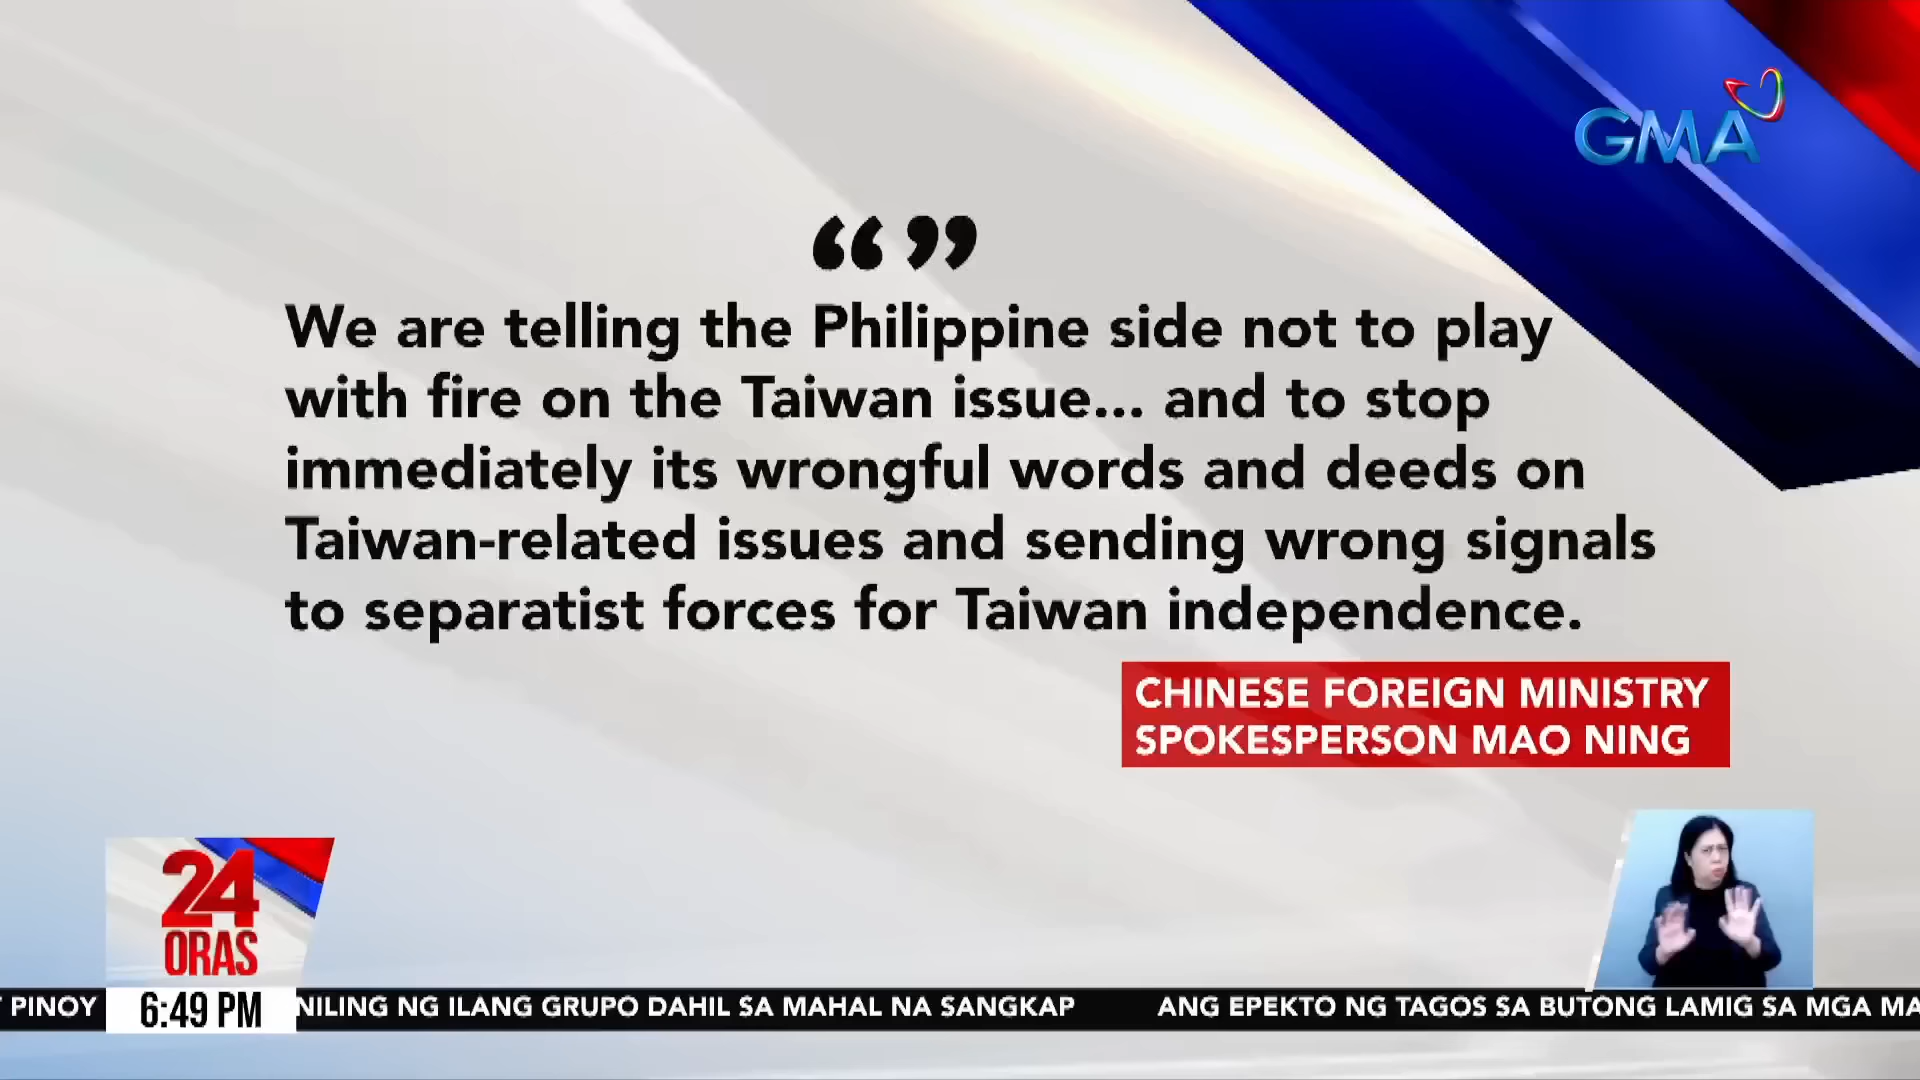 GMA
“ ”
We are telling the Philippine side not to play
with fire on the Taiwan issue... and to stop
immediately its wrongful words and deeds on
Taiwan-related issues and sending wrong signals
to separatist forces for Taiwan independence.
CHINESE FOREIGN MINISTRY
SPOKESPERSON MAO NING
24
ORAS
PINOY
6:49 PM
NILING NG ILANG GRUPO DAHIL SA MAHAL NA SANGKAP
ANG EPEKTO NG TAGOS SA BUTONG LAMIG SA MGA MA